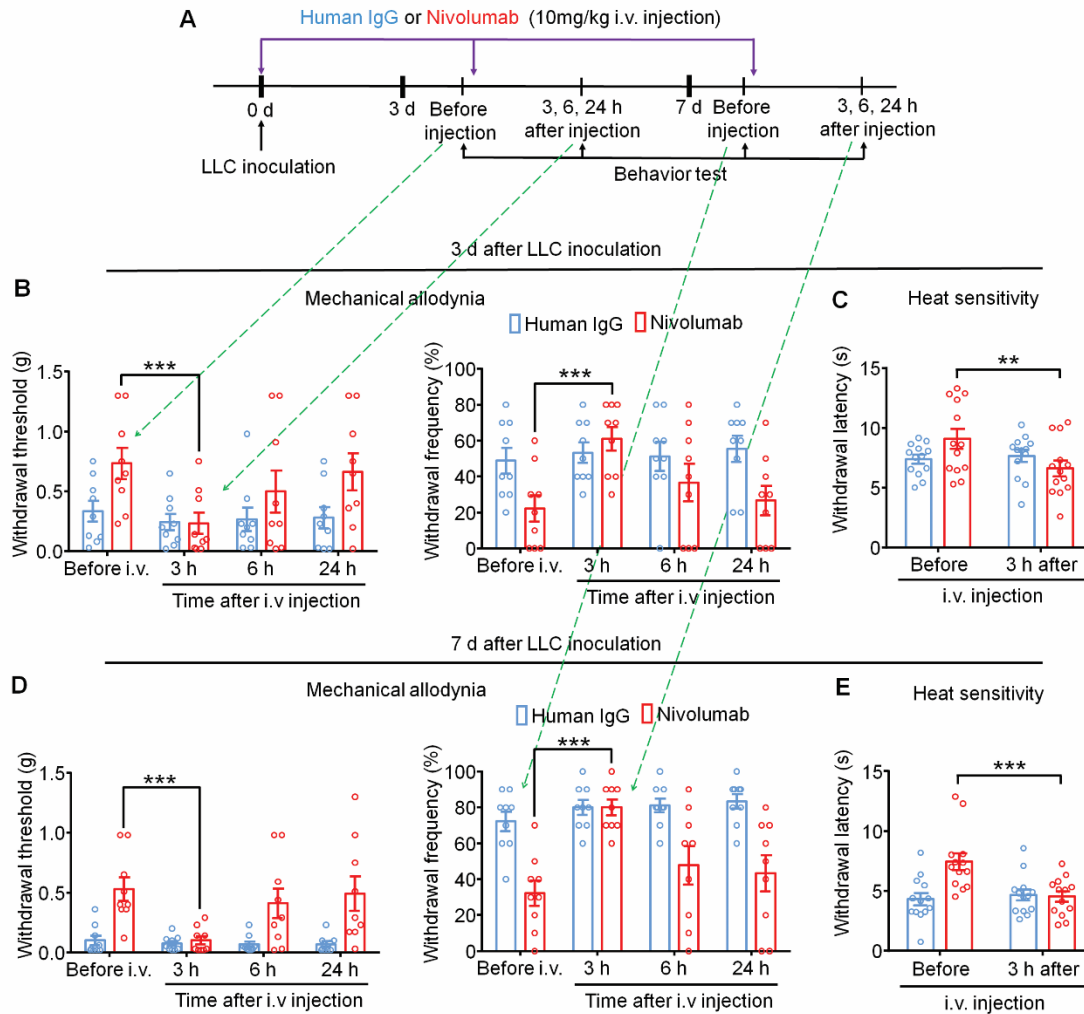 A
Human IgG or Nivolumab (10mg/kg i.v. injection)
0 d
3 d
Before
injection
3, 6, 24 h
after injection
7 d
Before
injection
3, 6, 24 h
after injection
LLC inoculation
Behavior test
3 d after LLC inoculation
B
Mechanical allodynia
Human IgG
Nivolumab
Withdrawal threshold (g)
1.5
1.0
0.5
0.0
***
Before i.v.
3 h
6 h
24 h
Time after i.v injection
Withdrawal frequency (%)
100
80
60
40
20
0
***
Before i.v.
3 h
6 h
24 h
Time after i.v injection
C
Heat sensitivity
Withdrawal latency (s)
15
10
5
0
**
Before
3 h after
i.v. injection
7 d after LLC inoculation
D
Mechanical allodynia
Human IgG
Nivolumab
Withdrawal threshold (g)
1.5
1.0
0.5
0.0
***
Before i.v.
3 h
6 h
24 h
Time after i.v injection
Withdrawal frequency (%)
100
80
60
40
20
0
***
Before i.v.
3 h
6 h
24 h
Time after i.v injection
E
Heat sensitivity
Withdrawal latency (s)
15
10
5
0
***
Before
3 h after
i.v. injection